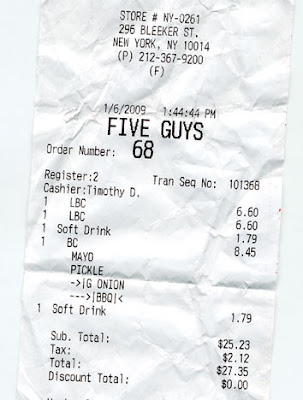 STORE # NY-0261
296 BLEEKER ST.
NEW YORK, NY 10014
(P) 212-367-9200
(F)
1/6/2009 1:44:44 PM
FIVE GUYS
Order Number: 68
Register:2 Tran Seq No: 101368
Cashier:Timothy D.
1 LBC 6.60
1 LBC 6.60
1 Soft Drink 1.79
1 BC 8.45
MAYO
PICKLE
->|G ONION
--->|BBQ|<
1 Soft Drink 1.79
Sub. Total: $25.23
Tax: $2.12
Total: $27.35
Discount Total: $0.00